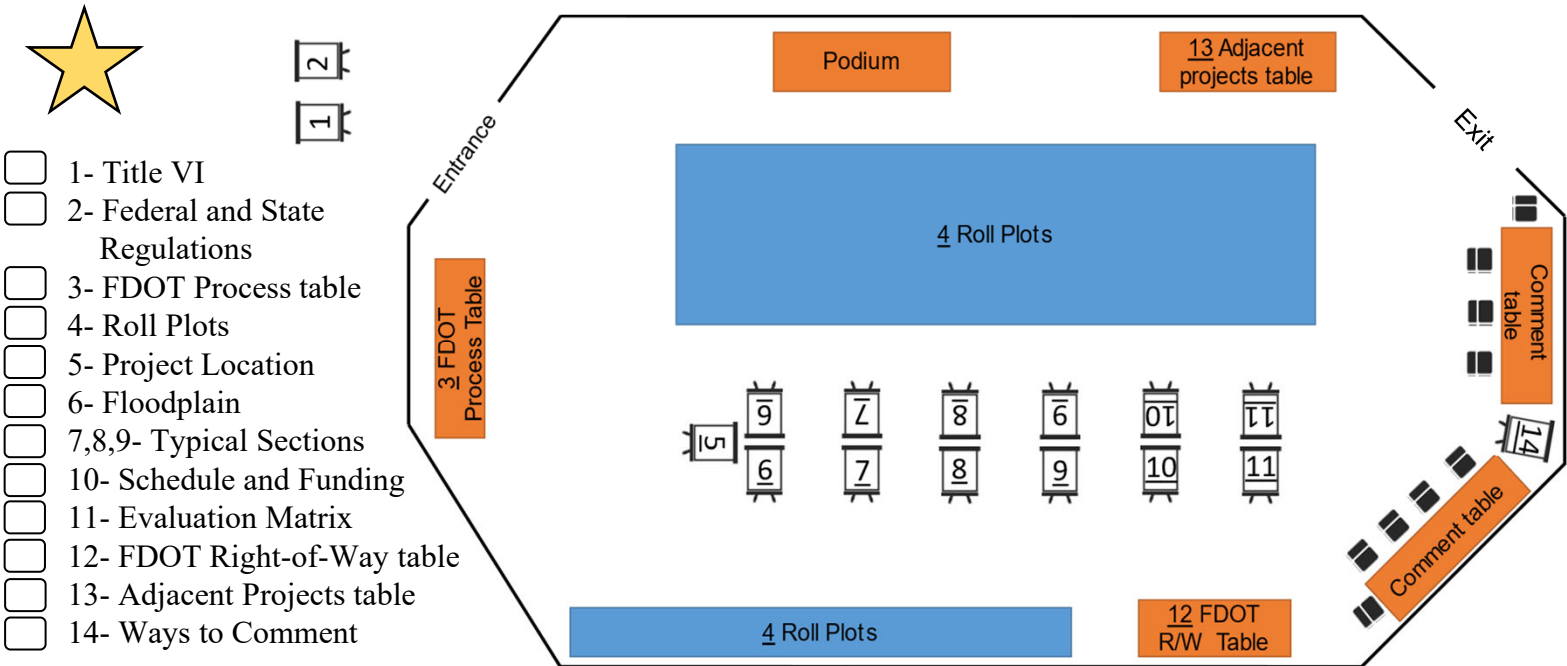 2
1
1- Title VI
2- Federal and State
Regulations
3- FDOT Process table
4- Roll Plots
5- Project Location
6- Floodplain
7,8,9- Typical Sections
10- Schedule and Funding
11- Evaluation Matrix
12- FDOT Right-of-Way table
13- Adjacent Projects table
14- Ways to Comment
Entrance
Podium
13 Adjacent
projects table
Exit
4 Roll Plots
3 FDOT
Process Table
Comment
table
5
6
7
8
9
10
11
6
7
8
9
10
11
14
Comment table
4 Roll Plots
12 FDOT
R/W Table